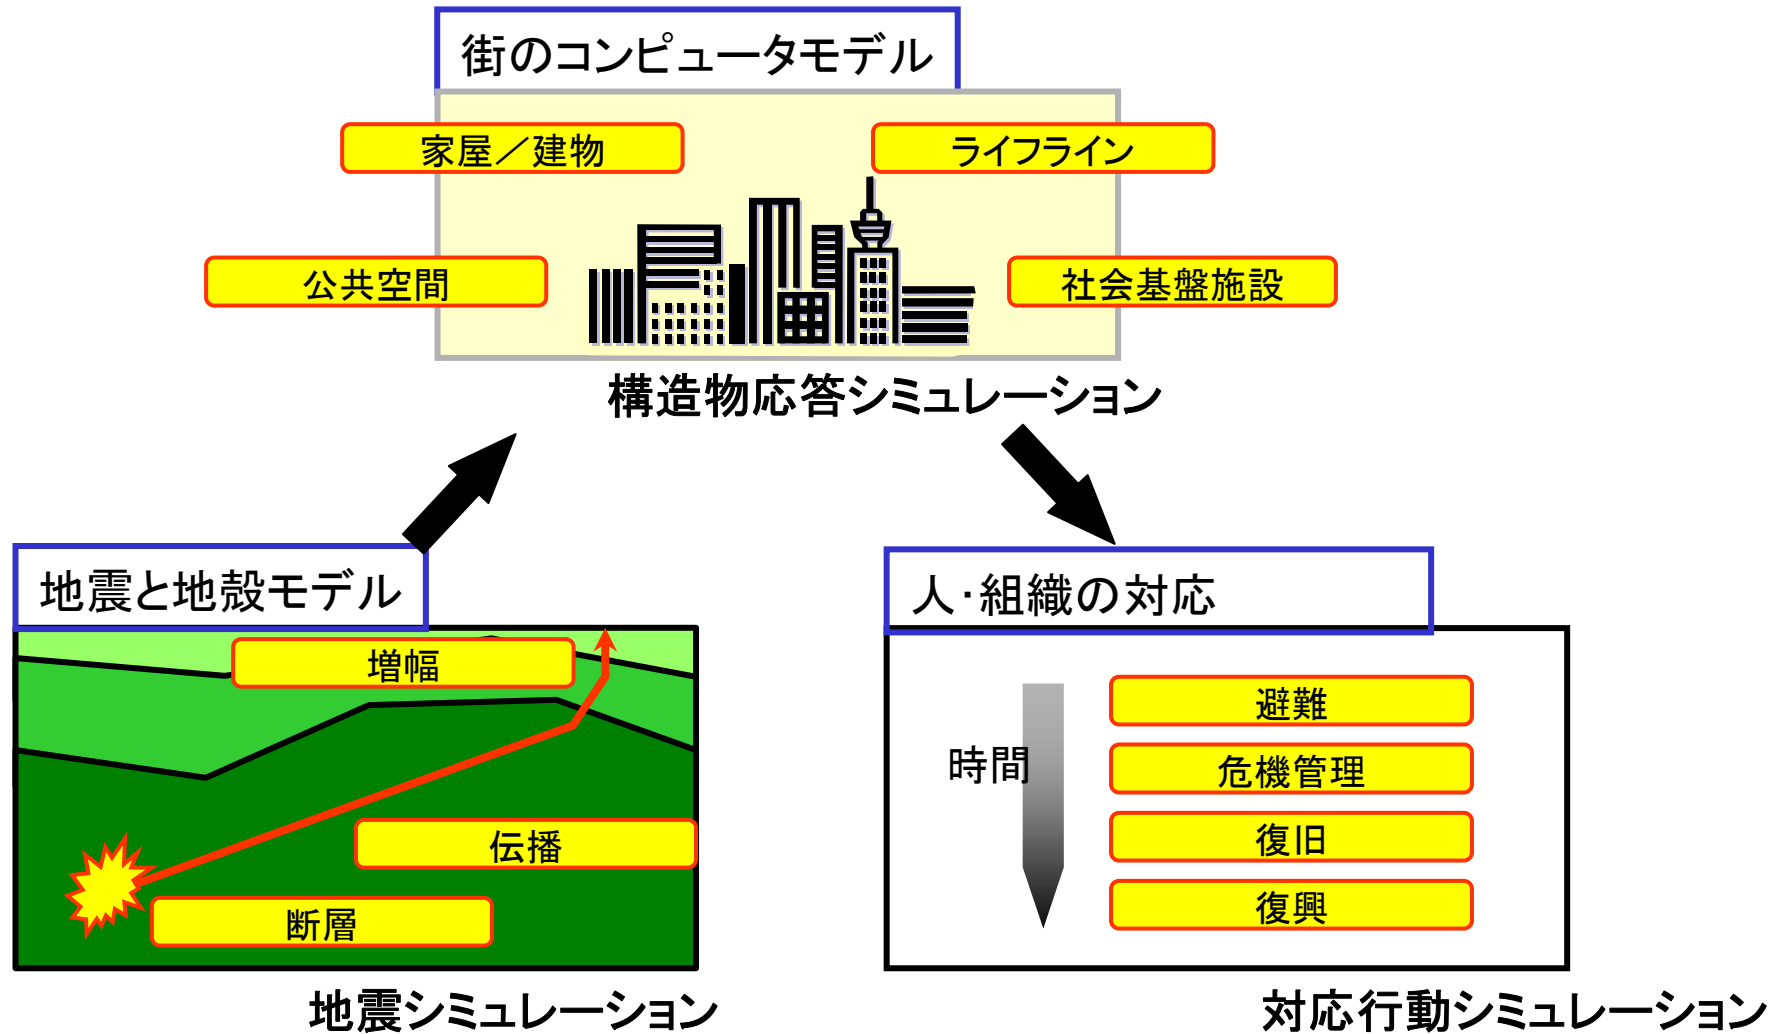 街のコンピュータモデル
家屋／建物
ライフライン
公共空間
社会基盤施設
構造物応答シミュレーション
地震と地殻モデル
増幅
伝播
断層
地震シミュレーション
人・組織の対応
時間
避難
危機管理
復旧
復興
対応行動シミュレーション